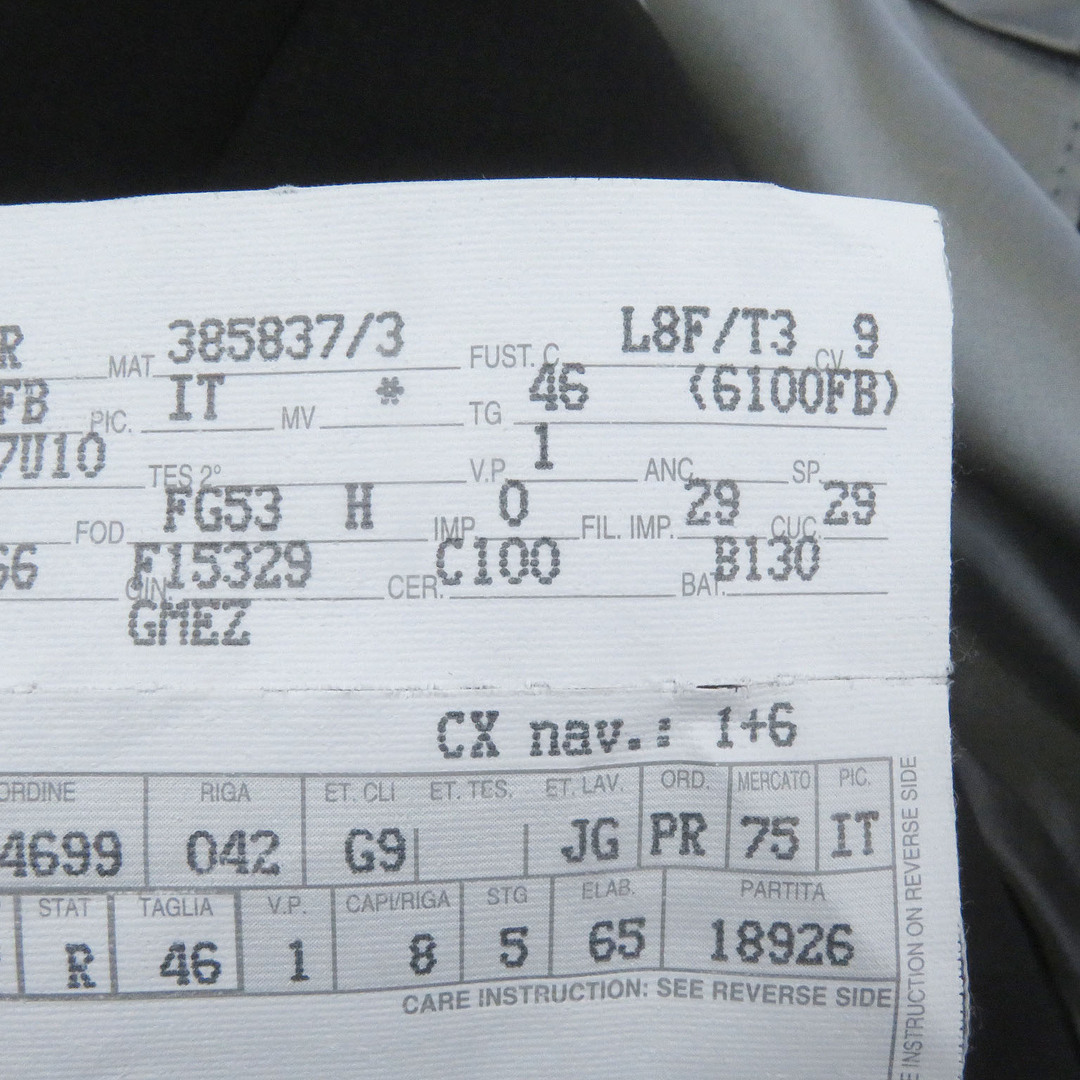 R MAT 385837/3 FUST. C. L8F/T3 CV 9
FB PIC. IT MV * TG 46 (6100FB)
7U10 TES 2° V.P. 1 ANC. SP.
FOD FG53 H IMP. 0 FIL. IMP. 29 CUC. 29
66 GIN. F15329 CER. C100 BAT. B130
GMEZ
CX nav.: 1+6
ORDINE RIGA ET. CLI ET. TES. ET. LAV. ORD. MERCATO PIC.
4699 042 G9 JG PR 75 IT
STAT TAGLIA V.P. CAPI/RIGA STG ELAB. PARTITA
R 46 1 8 5 65 18926
CARE INSTRUCTION: SEE REVERSE SIDE
E INSTRUCTION ON REVERSE SIDE